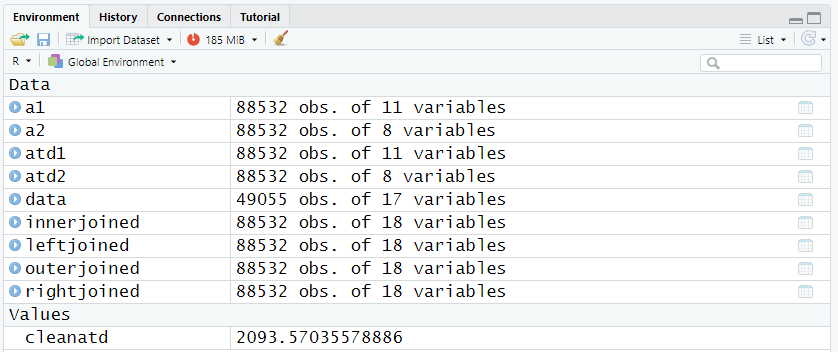 Environment History Connections Tutorial
Import Dataset 185 MiB List
R Global Environment
Data
a1 88532 obs. of 11 variables
a2 88532 obs. of 8 variables
atd1 88532 obs. of 11 variables
atd2 88532 obs. of 8 variables
data 49055 obs. of 17 variables
innerjoined 88532 obs. of 18 variables
leftjoined 88532 obs. of 18 variables
outerjoined 88532 obs. of 18 variables
rightjoined 88532 obs. of 18 variables
Values
cleanatd 2093.57035578886